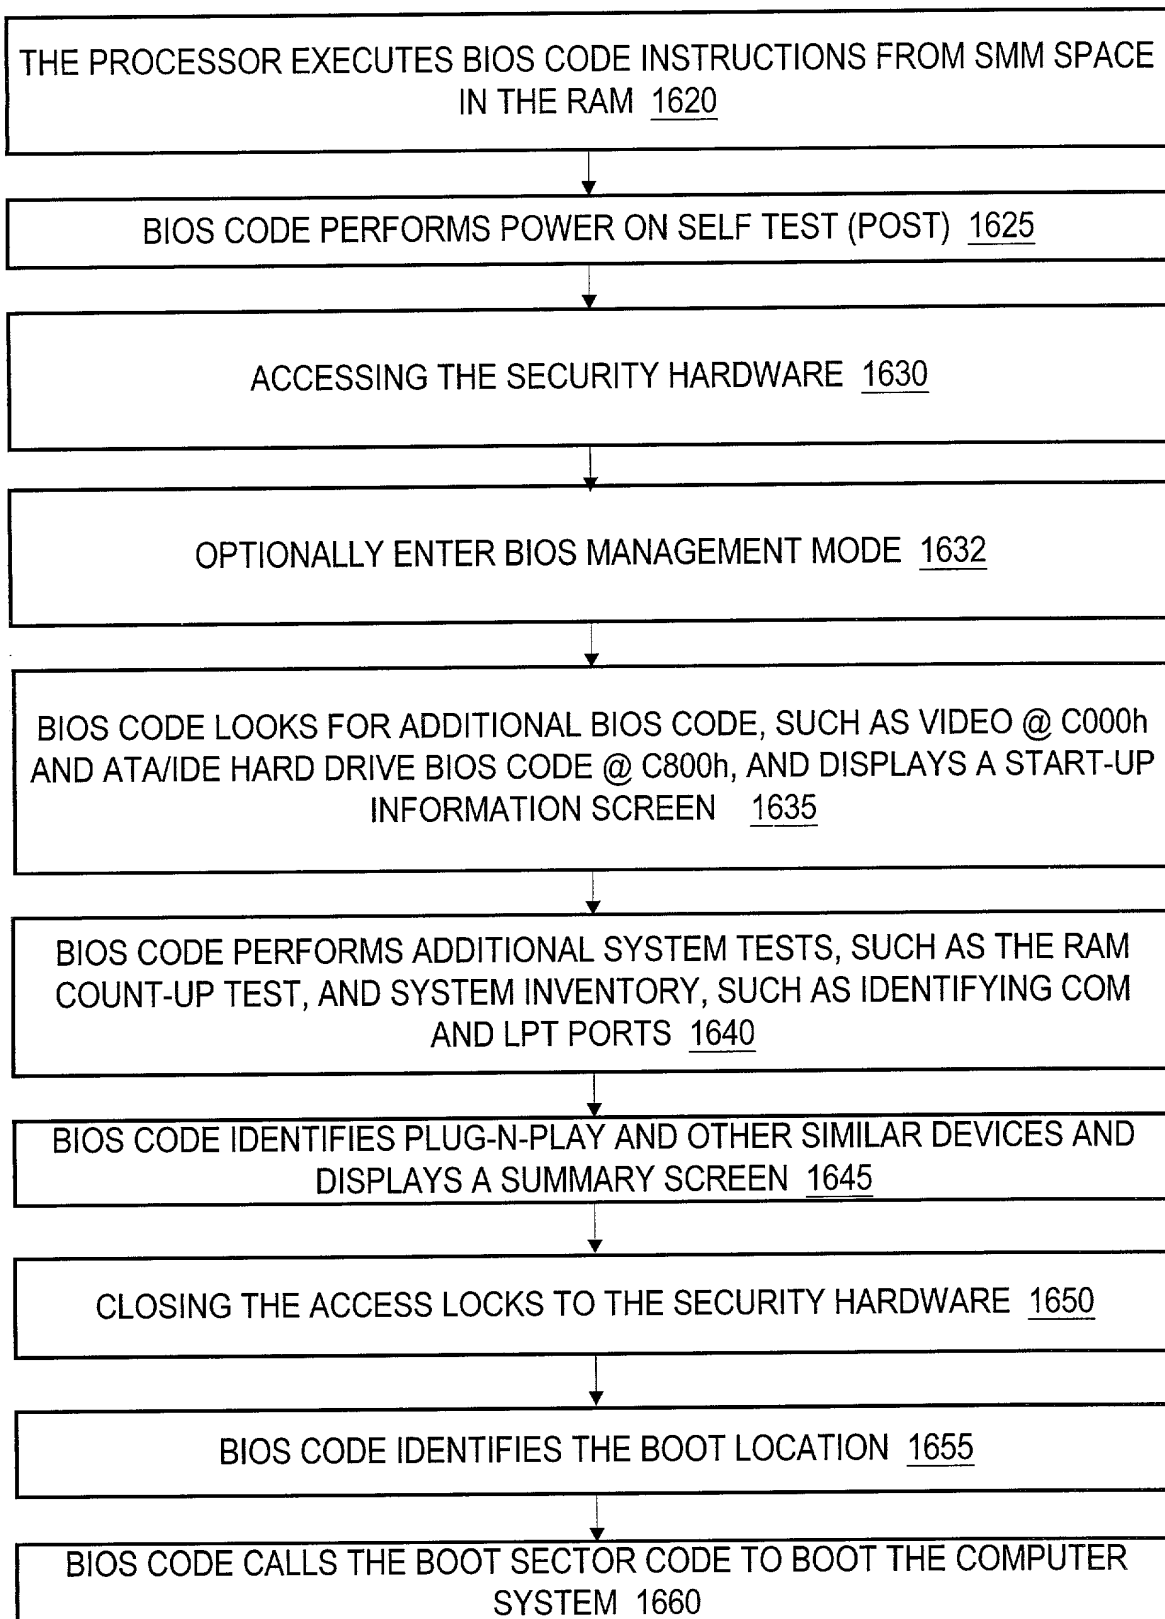 THE PROCESSOR EXECUTES BIOS CODE INSTRUCTIONS FROM SMM SPACE
IN THE RAM 1620
BIOS CODE PERFORMS POWER ON SELF TEST (POST) 1625
ACCESSING THE SECURITY HARDWARE 1630
OPTIONALLY ENTER BIOS MANAGEMENT MODE 1632
BIOS CODE LOOKS FOR ADDITIONAL BIOS CODE, SUCH AS VIDEO @ C000h
AND ATA/IDE HARD DRIVE BIOS CODE @ C800h, AND DISPLAYS A START-UP
INFORMATION SCREEN 1635
BIOS CODE PERFORMS ADDITIONAL SYSTEM TESTS, SUCH AS THE RAM
COUNT-UP TEST, AND SYSTEM INVENTORY, SUCH AS IDENTIFYING COM
AND LPT PORTS 1640
BIOS CODE IDENTIFIES PLUG-N-PLAY AND OTHER SIMILAR DEVICES AND
DISPLAYS A SUMMARY SCREEN 1645
CLOSING THE ACCESS LOCKS TO THE SECURITY HARDWARE 1650
BIOS CODE IDENTIFIES THE BOOT LOCATION 1655
BIOS CODE CALLS THE BOOT SECTOR CODE TO BOOT THE COMPUTER
SYSTEM 1660